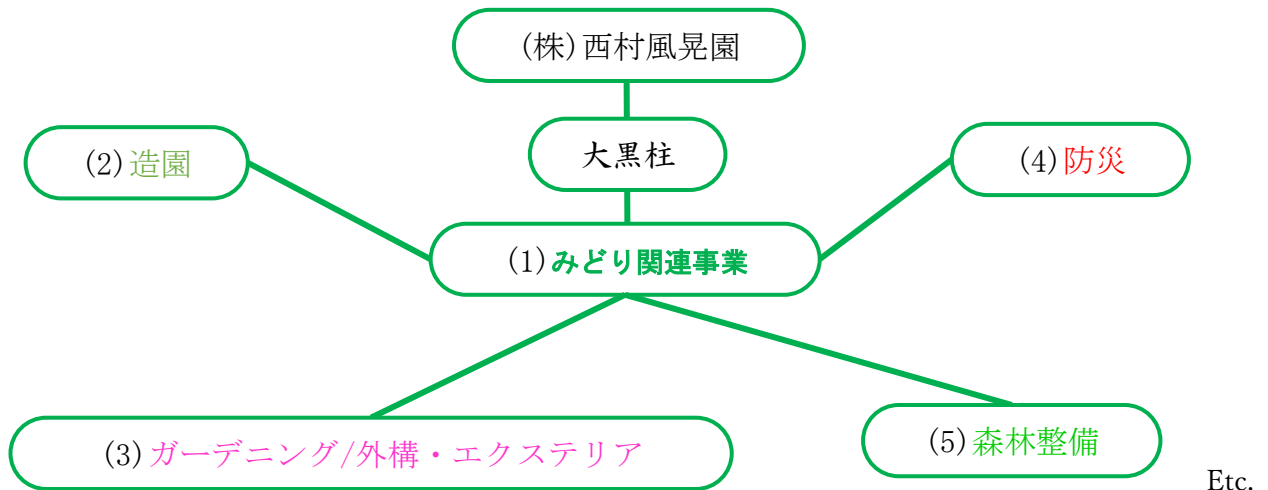 (株)西村風晃園
大黒柱
(2)造園
(4)防災
(1)みどり関連事業
(3)ガーデニング/外構・エクステリア
(5)森林整備
Etc.